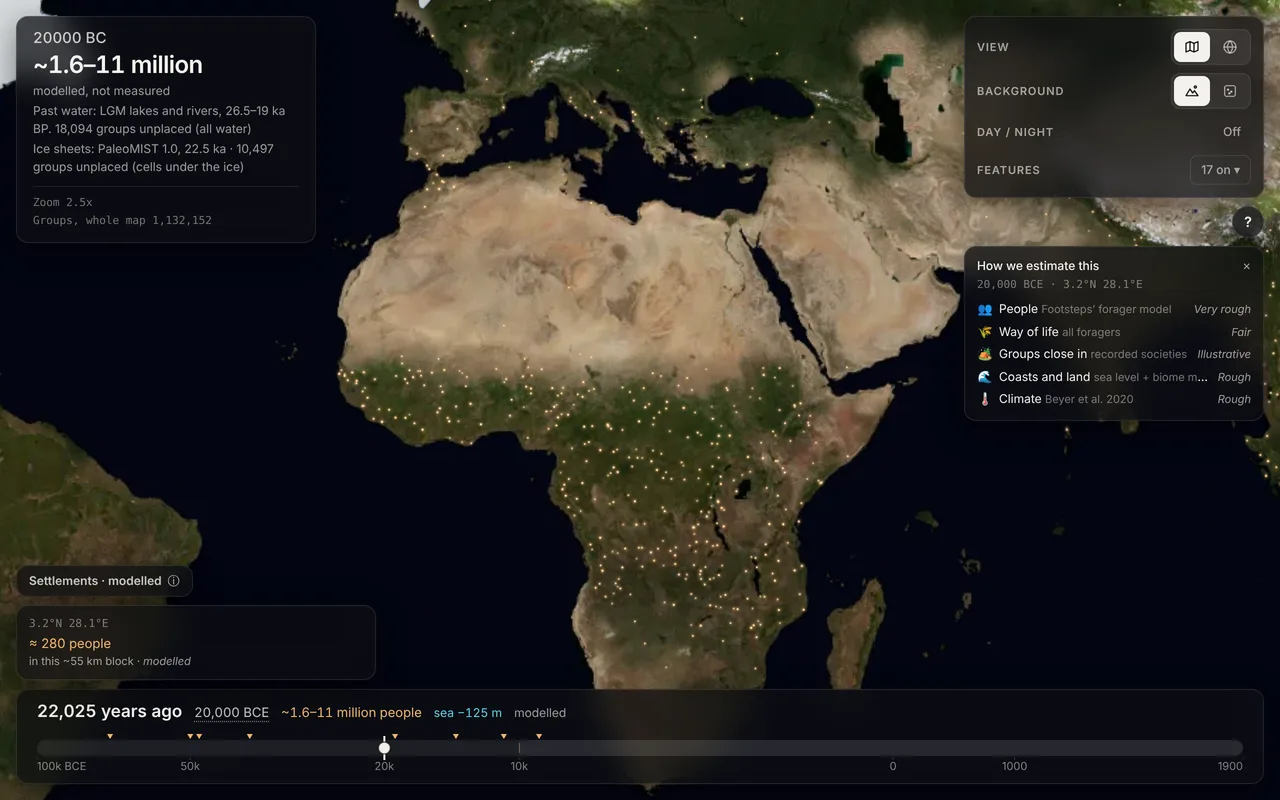 20000 BC
~1.6–11 million
modelled, not measured
Past water: LGM lakes and rivers, 26.5–19 ka
BP. 18,094 groups unplaced (all water)
Ice sheets: PaleoMIST 1.0, 22.5 ka · 10,497
groups unplaced (cells under the ice)
Zoom 2.5x
Groups, whole map 1,132,152
VIEW
BACKGROUND
DAY / NIGHT Off
FEATURES 17 on ▾
?
How we estimate this ×
20,000 BCE · 3.2°N 28.1°E
People Footsteps' forager model Very rough
Way of life all foragers Fair
Groups close in recorded societies Illustrative
Coasts and land sea level + biome m... Rough
Climate Beyer et al. 2020 Rough
Settlements · modelled ⓘ
3.2°N 28.1°E
≈ 280 people
in this ~55 km block · modelled
22,025 years ago 20,000 BCE ~1.6–11 million people sea −125 m modelled
100k BCE 50k 20k 10k 0 1000 1900